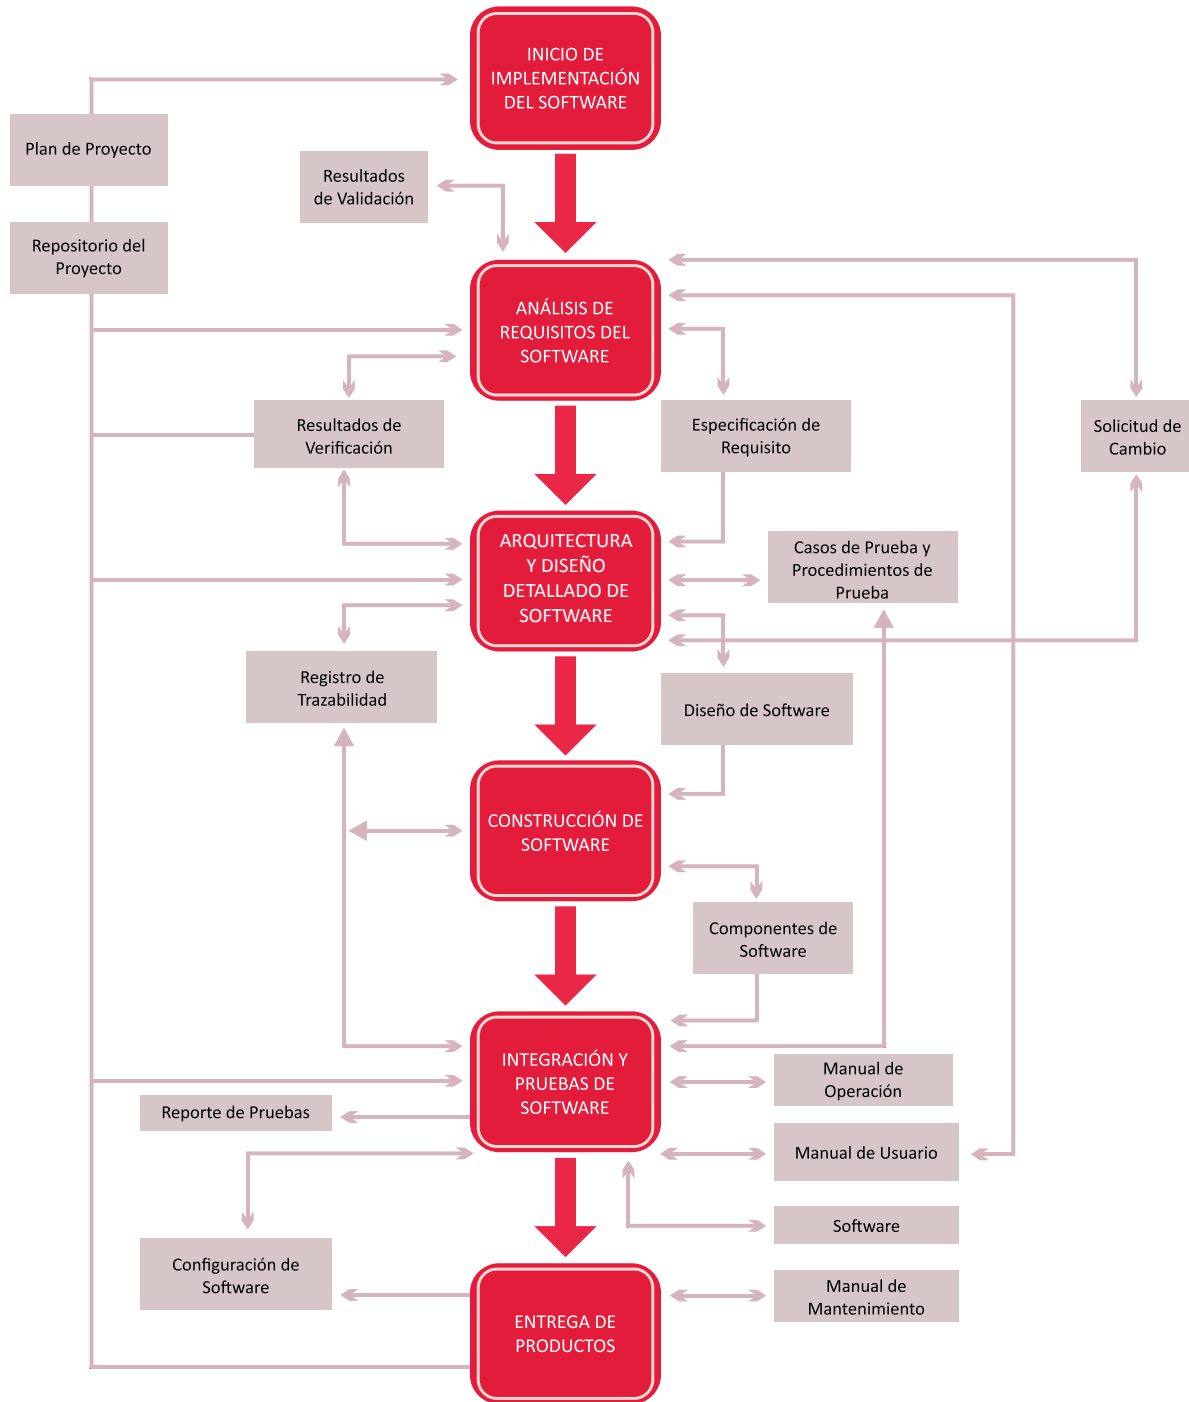 INICIO DE
IMPLEMENTACIÓN
DEL SOFTWARE
Plan de Proyecto
Resultados
de Validación
Repositorio del
Proyecto
ANÁLISIS DE
REQUISITOS DEL
SOFTWARE
Resultados de
Verificación
Especificación de
Requisito
Solicitud de
Cambio
ARQUITECTURA
Y DISEÑO
DETALLADO DE
SOFTWARE
Casos de Prueba y
Procedimientos de
Prueba
Registro de
Trazabilidad
Diseño de Software
CONSTRUCCIÓN DE
SOFTWARE
Componentes de
Software
INTEGRACIÓN Y
PRUEBAS DE
SOFTWARE
Manual de
Operación
Reporte de Pruebas
Manual de Usuario
Software
Configuración de
Software
Manual de
Mantenimiento
ENTREGA DE
PRODUCTOS